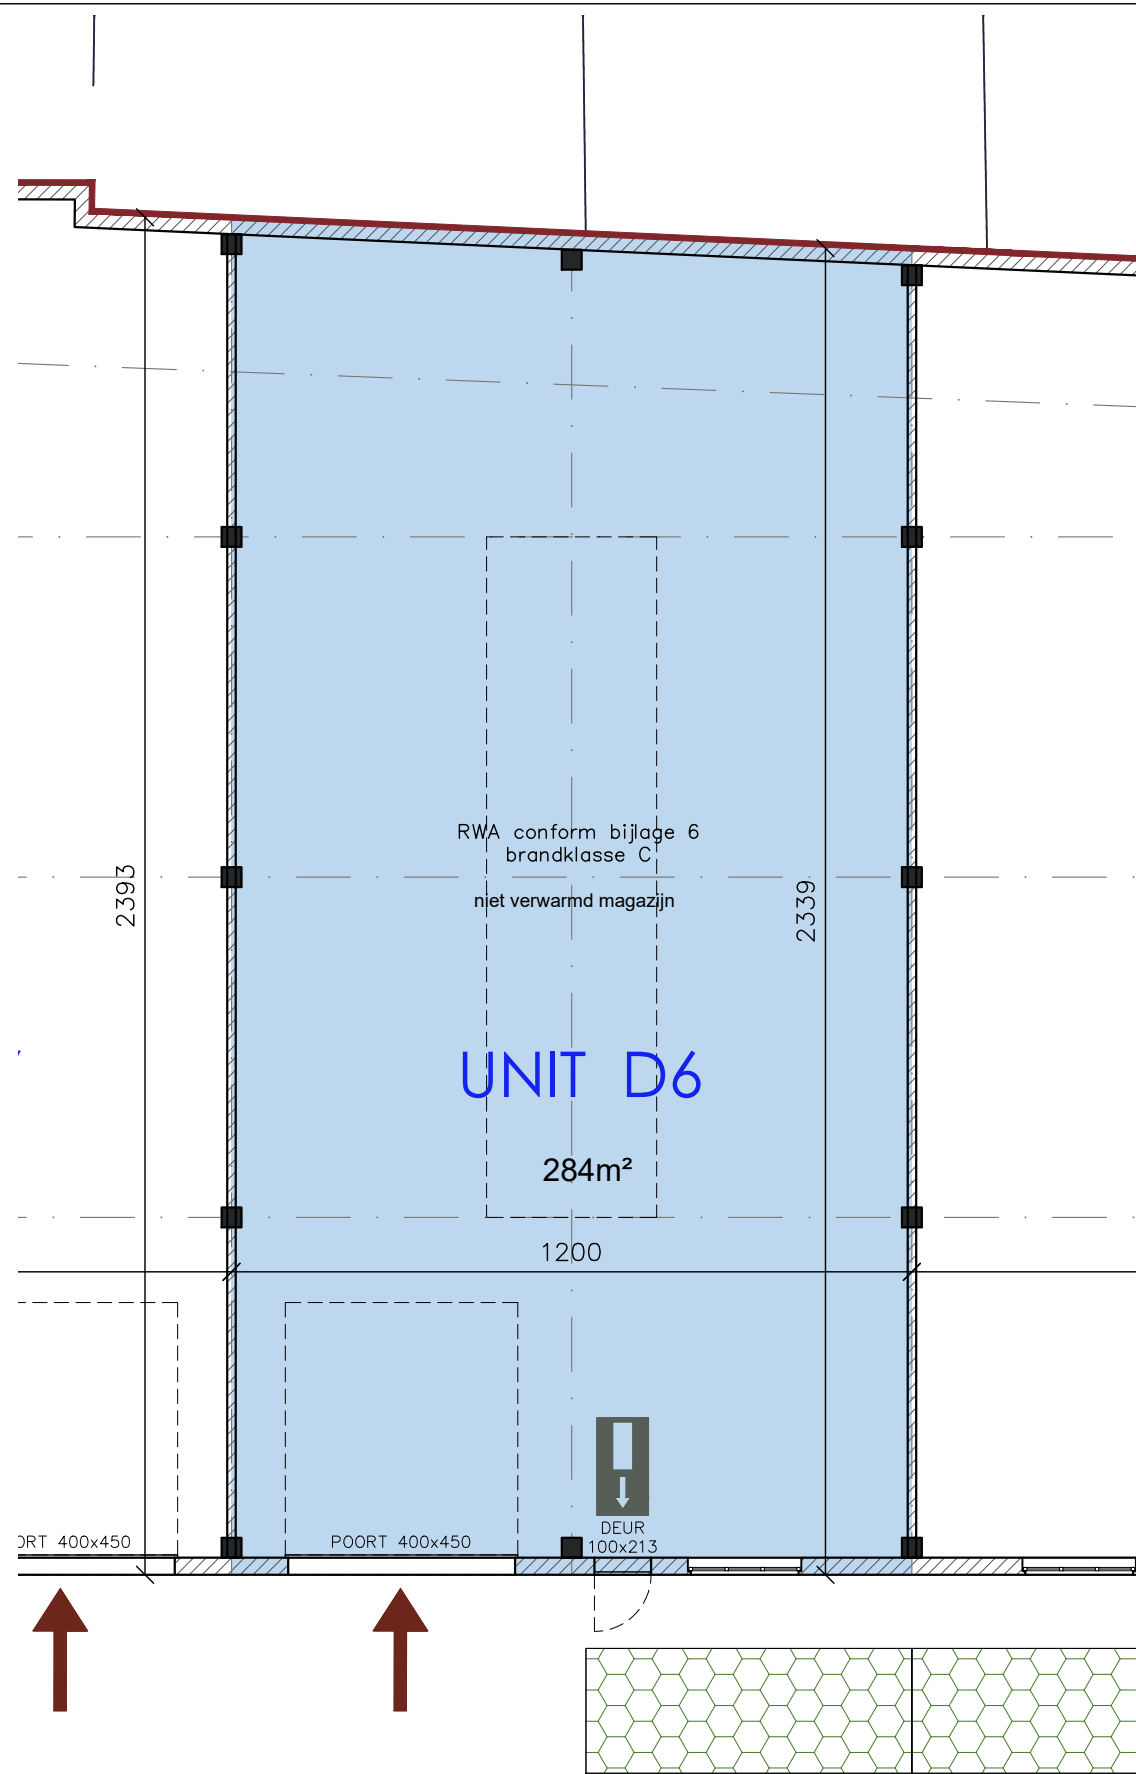 RWA conform bijlage 6
brandklasse C
niet verwarmd magazijn
2393
2339
UNIT D6
284m²
1200
ORT 400x450
POORT 400x450
DEUR
100x213